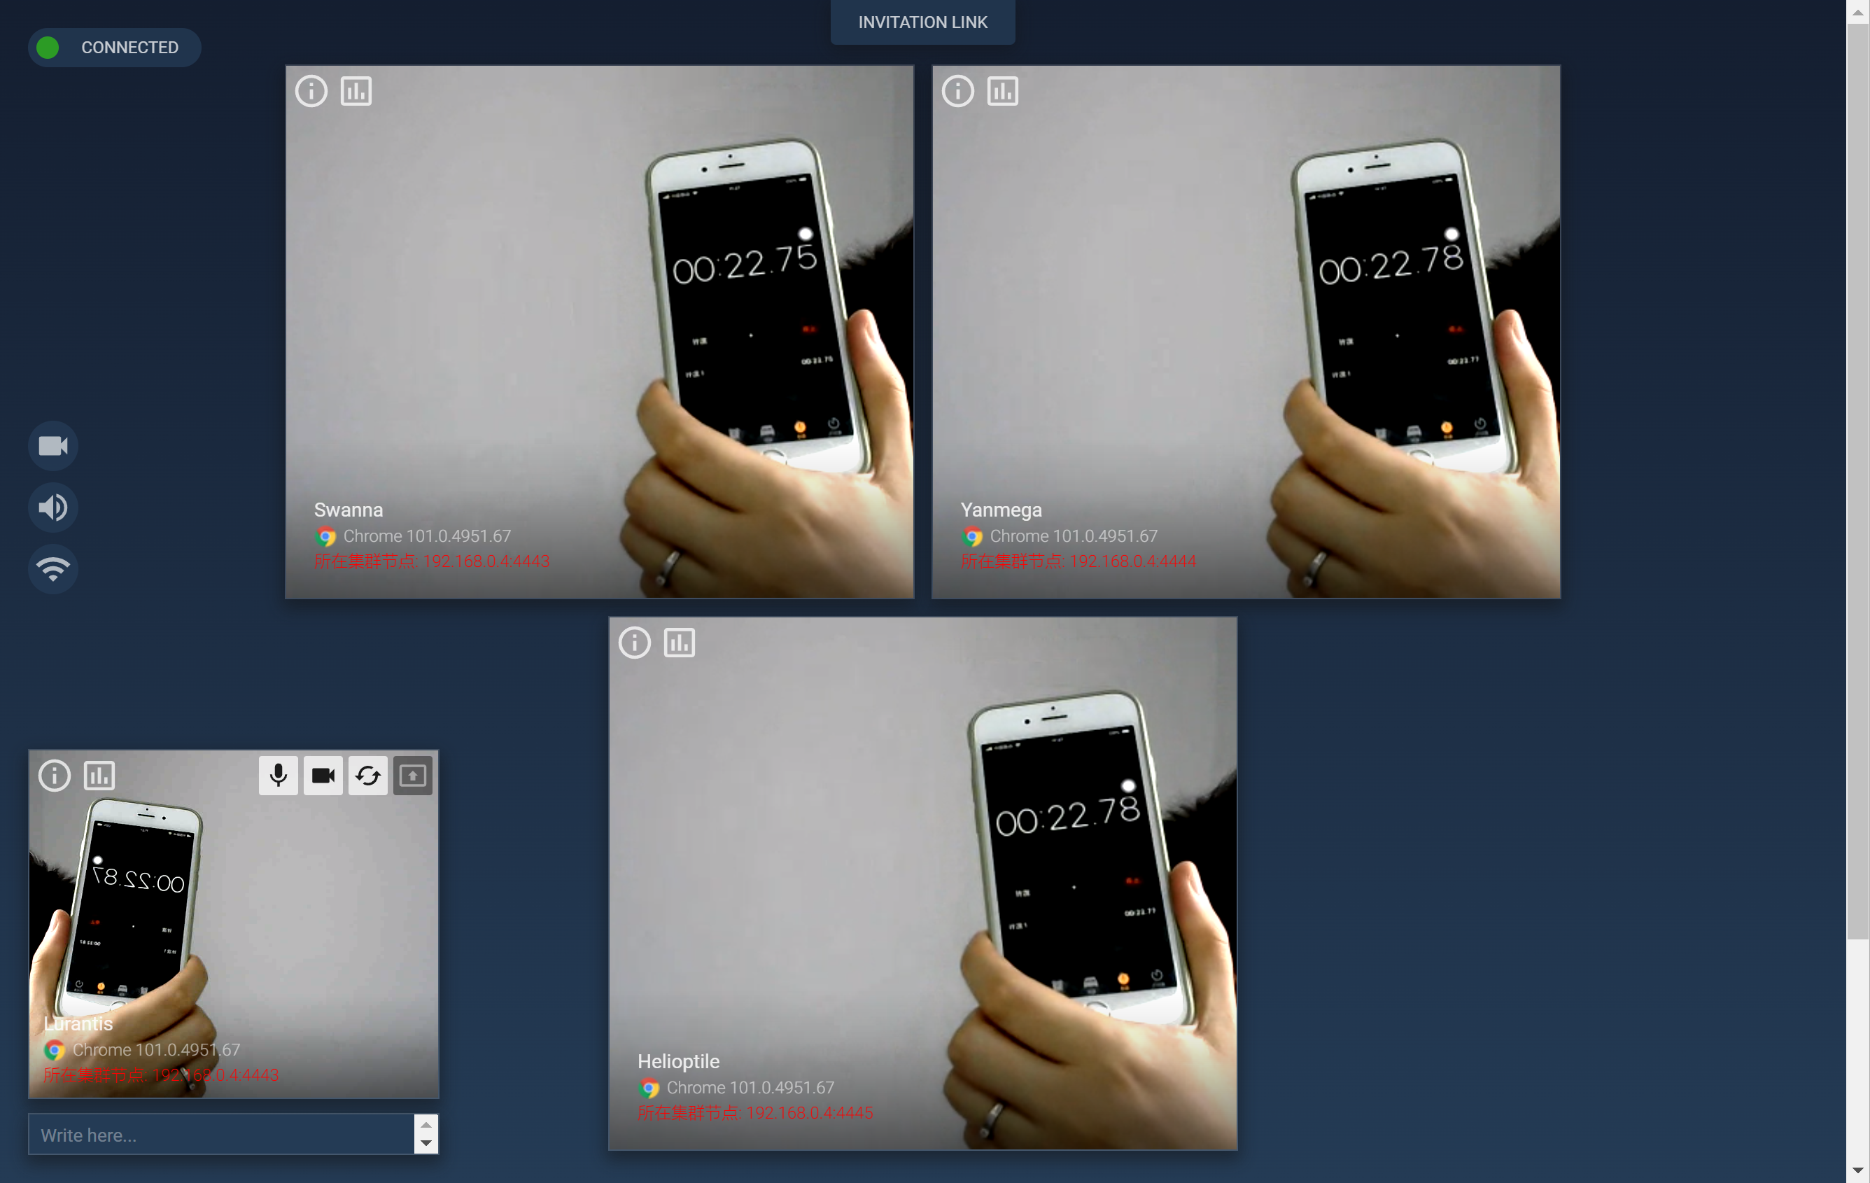 INVITATION LINK
CONNECTED
00:22.75
Swanna
Chrome 101.0.4951.67
所在集群节点: 192.168.0.4:4443
00:22.78
Yanmega
Chrome 101.0.4951.67
所在集群节点: 192.168.0.4:4444
00:22.87
Lurantis
Chrome 101.0.4951.67
所在集群节点: 192.168.0.4:4443
Write here...
00:22.78
Helioptile
Chrome 101.0.4951.67
所在集群节点: 192.168.0.4:4445